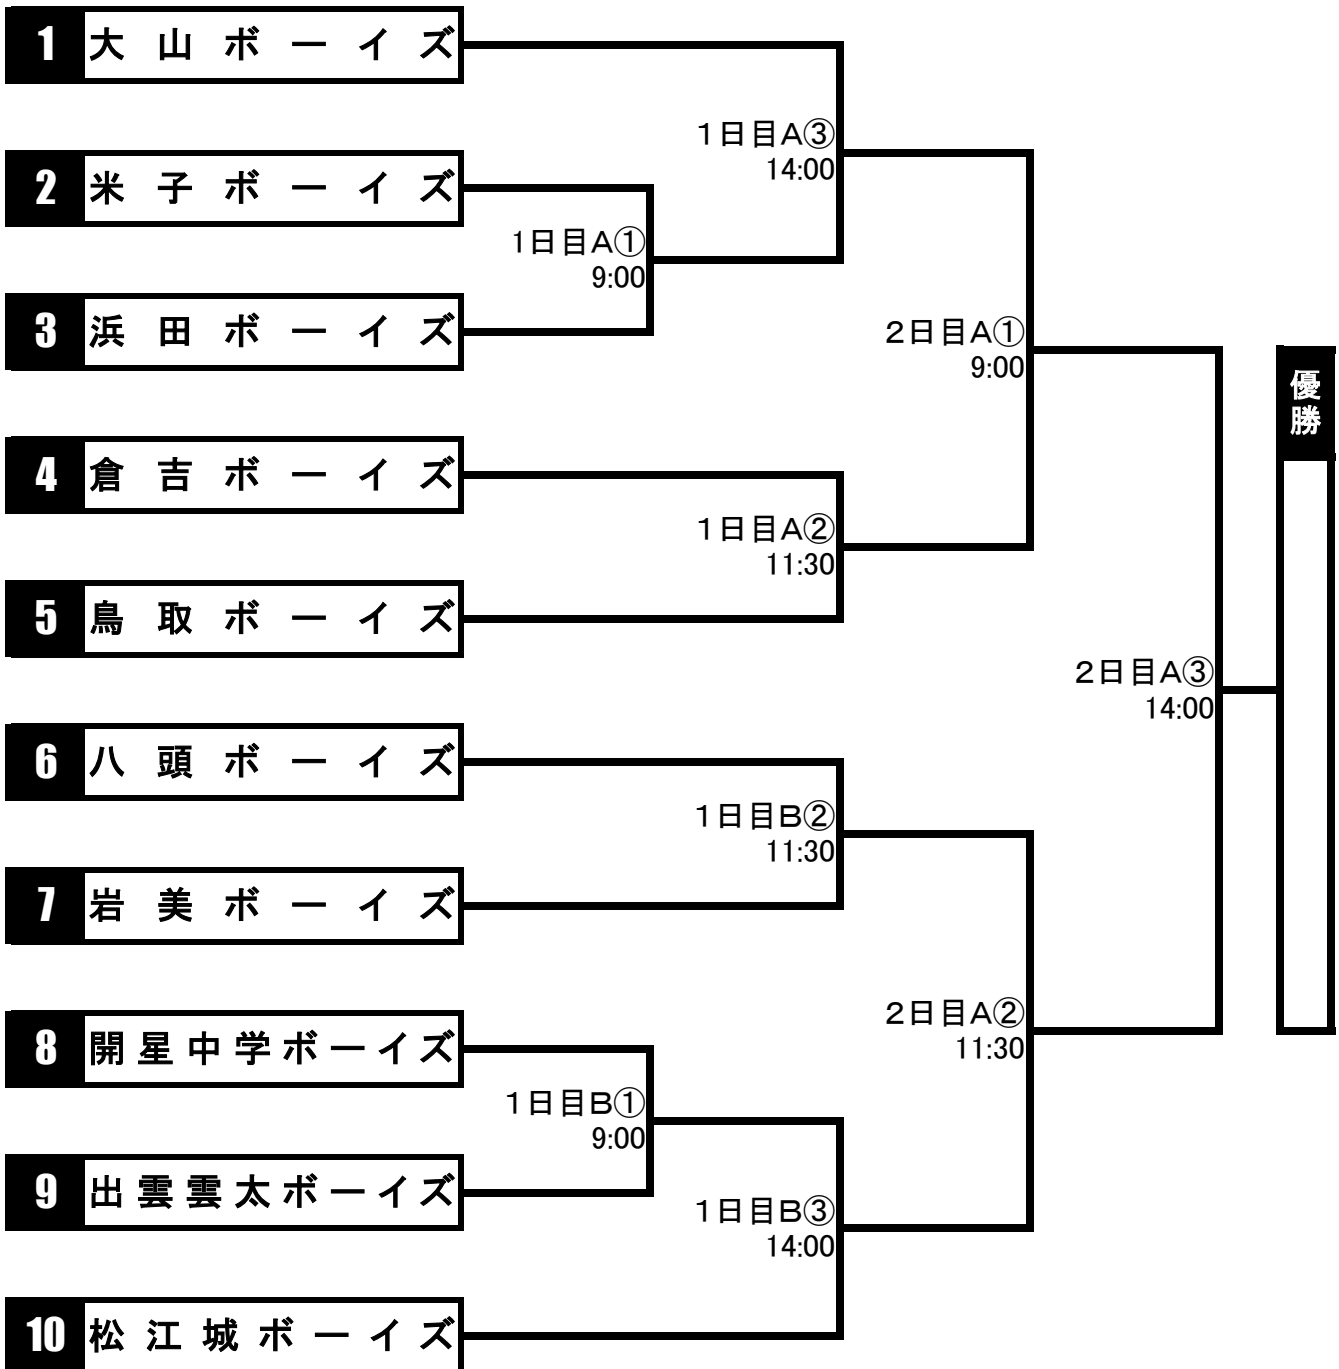 1 大山ボーイズ
1日目A③
14:00
2 米子ボーイズ
1日目A①
9:00
3 浜田ボーイズ
2日目A①
9:00
優勝
4 倉吉ボーイズ
1日目A②
11:30
5 鳥取ボーイズ
2日目A③
14:00
6 八頭ボーイズ
1日目B②
11:30
7 岩美ボーイズ
2日目A②
11:30
8 開星中学ボーイズ
1日目B①
9:00
9 出雲雲太ボーイズ
1日目B③
14:00
10 松江城ボーイズ